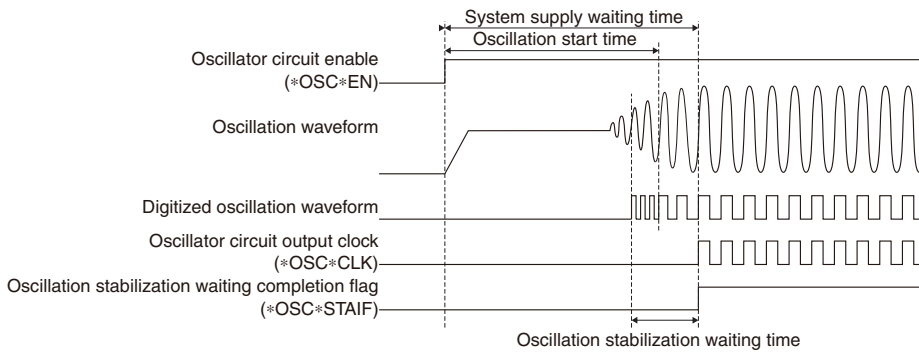 System supply waiting time
Oscillation start time
Oscillator circuit enable
(*OSC*EN)
Oscillation waveform
Digitized oscillation waveform
Oscillator circuit output clock
(*OSC*CLK)
Oscillation stabilization waiting completion flag
(*OSC*STAIF)
Oscillation stabilization waiting time